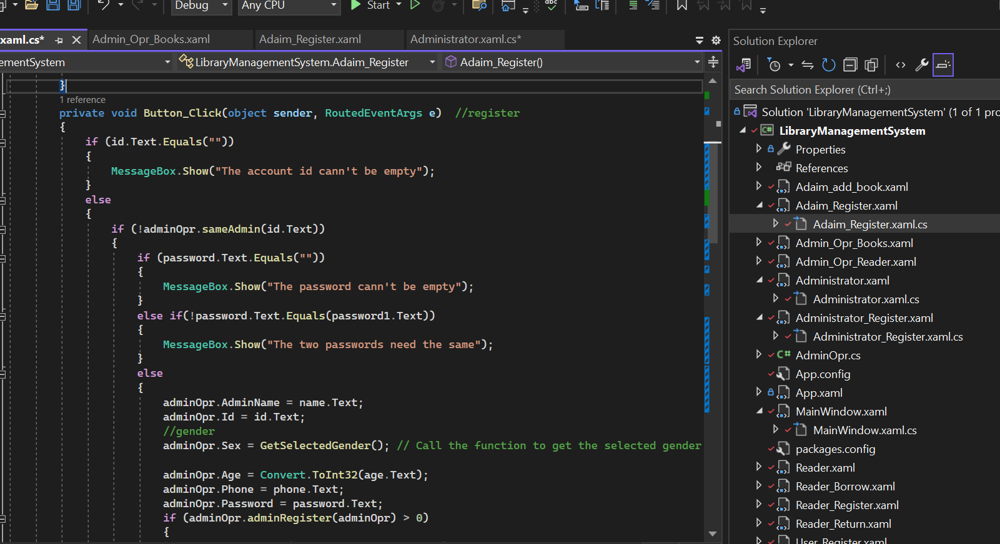 Debug Any CPU Start
xaml.cs* Admin_Opr_Books.xaml Adaim_Register.xaml Administrator.xaml.cs*
ementSystem LibraryManagementSystem.Adaim_Register Adaim_Register()
}
1 reference
private void Button_Click(object sender, RoutedEventArgs e)  //register
{
if (id.Text.Equals(""))
{
MessageBox.Show("The account id cann't be empty");
}
else
{
if (!adminOpr.sameAdmin(id.Text))
{
if (password.Text.Equals(""))
{
MessageBox.Show("The password cann't be empty");
}
else if(!password.Text.Equals(password1.Text))
{
MessageBox.Show("The two passwords need the same");
}
else
{
adminOpr.AdminName = name.Text;
adminOpr.Id = id.Text;
//gender
adminOpr.Sex = GetSelectedGender(); // Call the function to get the selected gender
adminOpr.Age = Convert.ToInt32(age.Text);
adminOpr.Phone = phone.Text;
adminOpr.Password = password.Text;
if (adminOpr.adminRegister(adminOpr) > 0)
{
Solution Explorer
Search Solution Explorer (Ctrl+;)
Solution 'LibraryManagementSystem' (1 of 1 pro
C# LibraryManagementSystem
Properties
References
Adaim_add_book.xaml
Adaim_Register.xaml
Adaim_Register.xaml.cs
Admin_Opr_Books.xaml
Admin_Opr_Reader.xaml
Administrator.xaml
Administrator.xaml.cs
Administrator_Register.xaml
Administrator_Register.xaml.cs
C# AdminOpr.cs
App.config
App.xaml
MainWindow.xaml
MainWindow.xaml.cs
packages.config
Reader.xaml
Reader_Borrow.xaml
Reader_Register.xaml
Reader_Return.xaml
User_Register.xaml